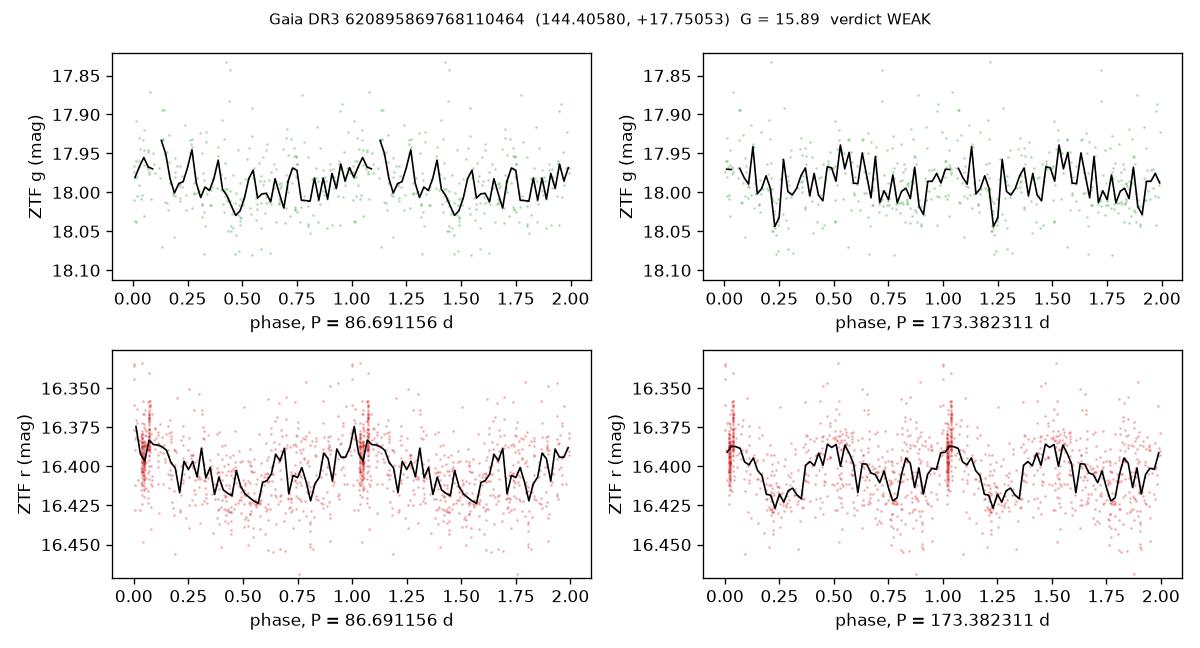 Gaia DR3 620895869768110464 (144.40580, +17.75053) G = 15.89 verdict WEAK
ZTF g (mag)
17.85
17.90
17.95
18.00
18.05
18.10
0.00 0.25 0.50 0.75 1.00 1.25 1.50 1.75 2.00
phase, P = 86.691156 d
ZTF g (mag)
17.85
17.90
17.95
18.00
18.05
18.10
0.00 0.25 0.50 0.75 1.00 1.25 1.50 1.75 2.00
phase, P = 173.382311 d
ZTF r (mag)
16.350
16.375
16.400
16.425
16.450
0.00 0.25 0.50 0.75 1.00 1.25 1.50 1.75 2.00
phase, P = 86.691156 d
ZTF r (mag)
16.350
16.375
16.400
16.425
16.450
0.00 0.25 0.50 0.75 1.00 1.25 1.50 1.75 2.00
phase, P = 173.382311 d